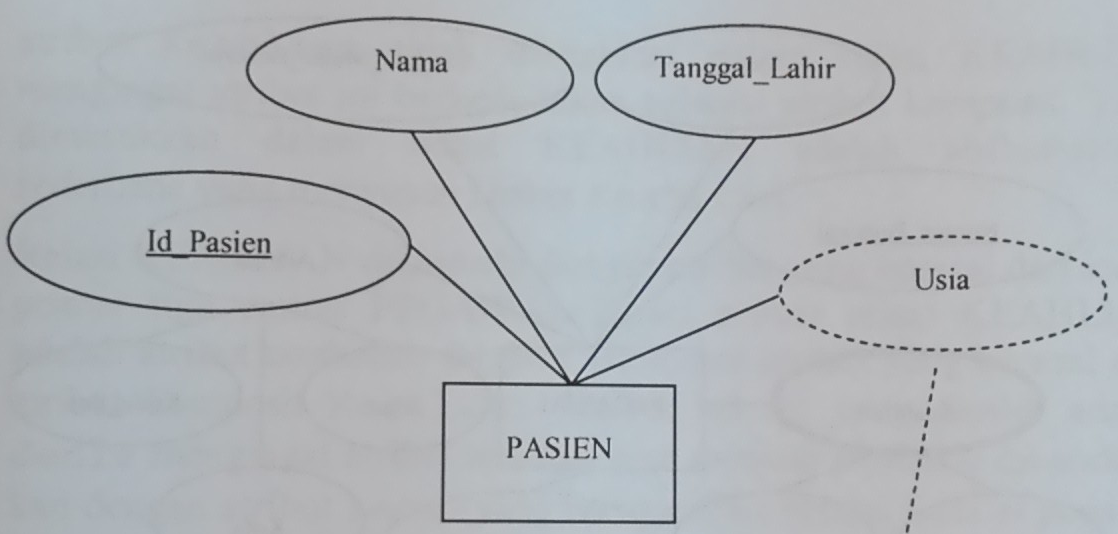 Nama
Tanggal_Lahir
Id_Pasien
Usia
PASIEN